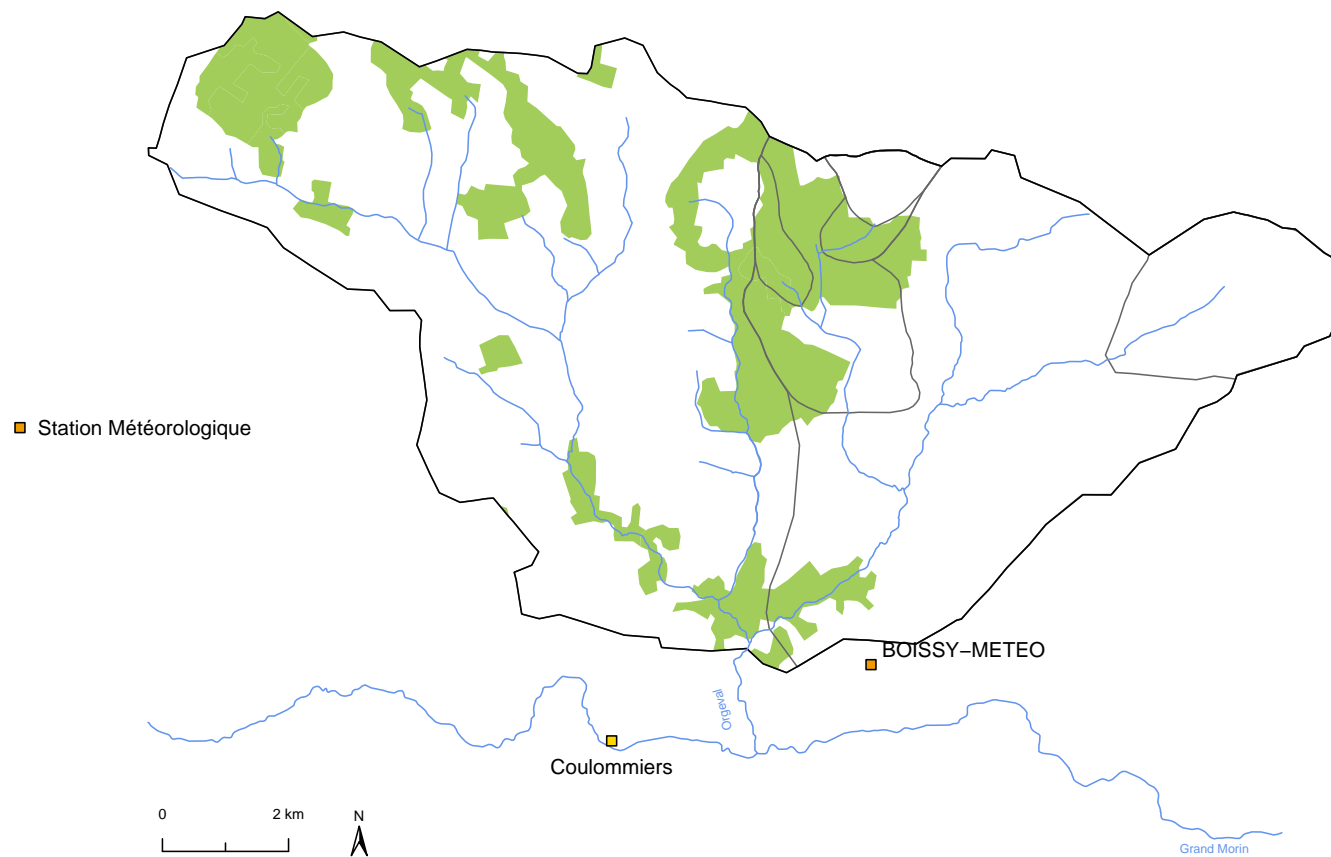 Station Météorologique
BOISSY–METEO
Orgeval
Coulommiers
0 2 km
N
Grand Morin